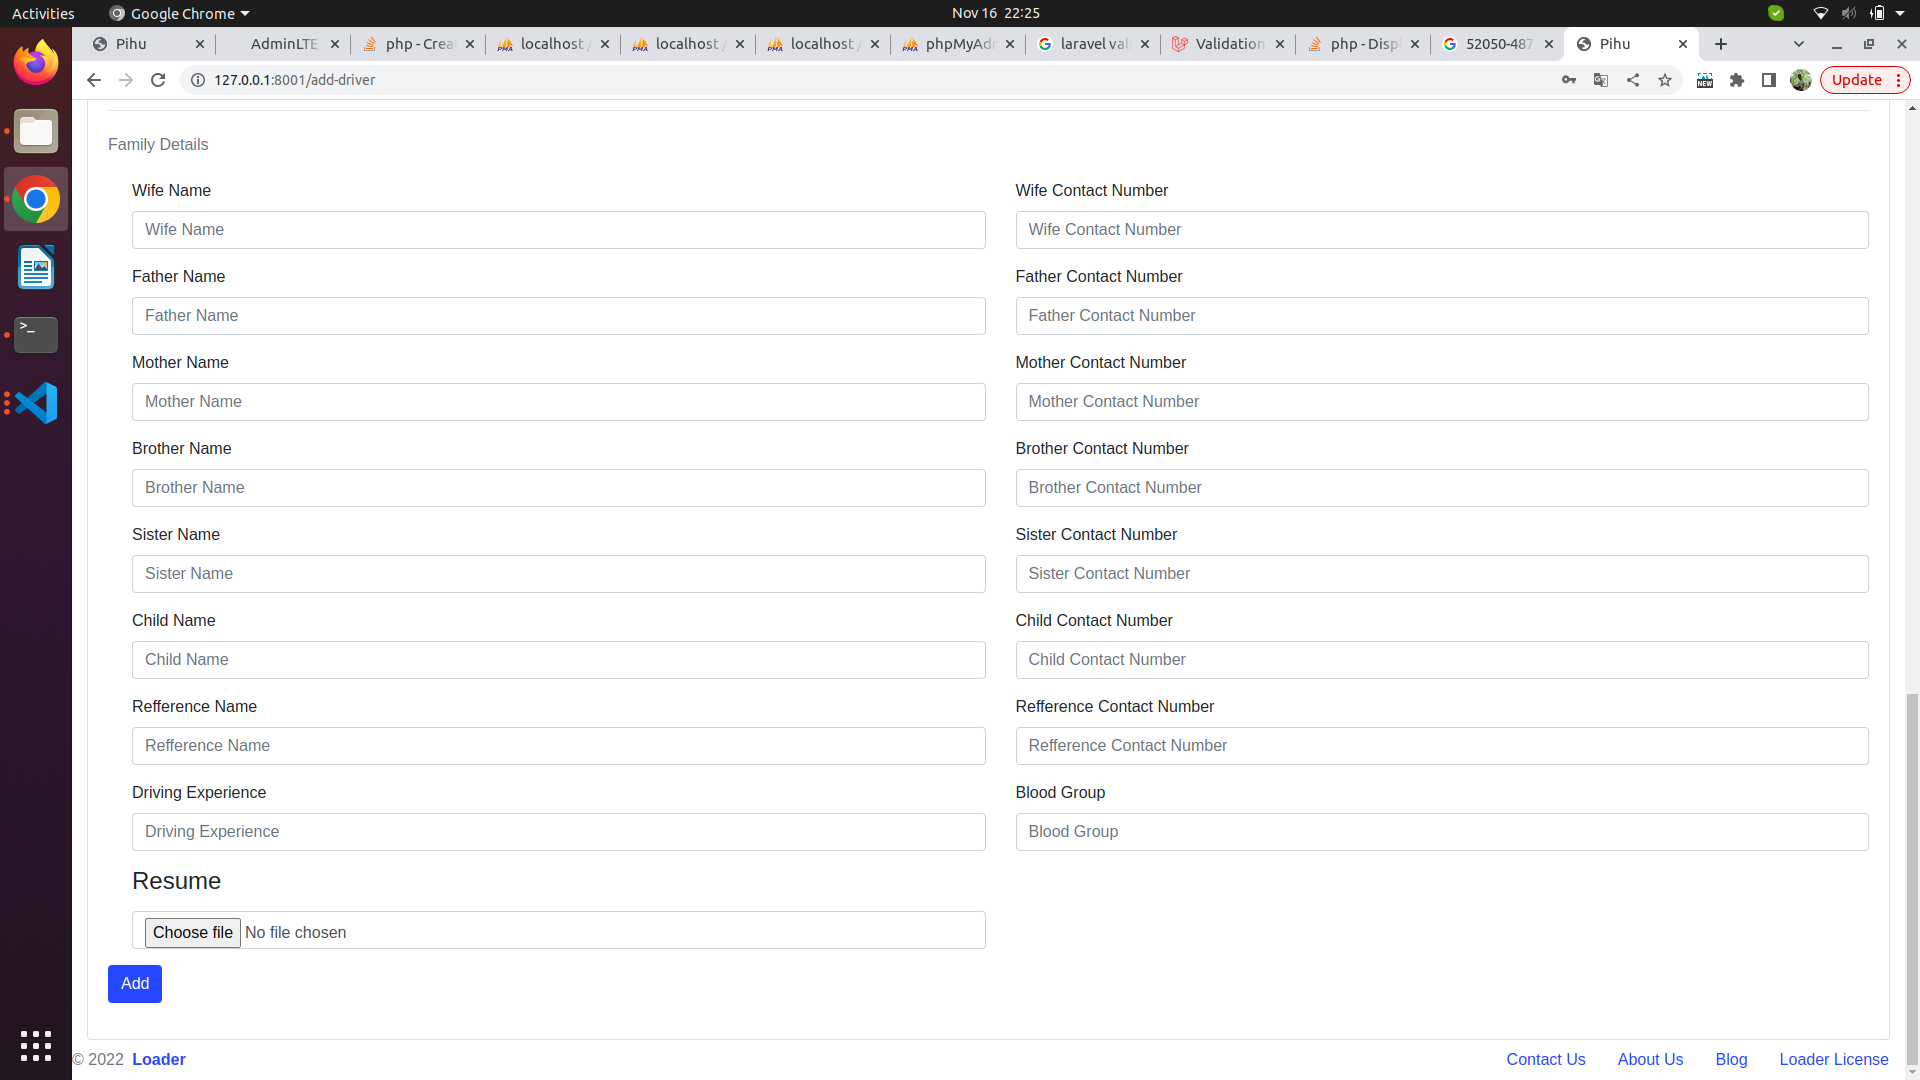 Activities Google Chrome Nov 16 22:25
Pihu AdminLTE php - Crea localhost / localhost / localhost / phpMyAdm laravel vali Validation php - Displ 52050-487 Pihu
127.0.0.1:8001/add-driver NEW Update
Family Details
Wife Name Wife Contact Number
Wife Name Wife Contact Number
Father Name Father Contact Number
Father Name Father Contact Number
Mother Name Mother Contact Number
Mother Name Mother Contact Number
Brother Name Brother Contact Number
Brother Name Brother Contact Number
Sister Name Sister Contact Number
Sister Name Sister Contact Number
Child Name Child Contact Number
Child Name Child Contact Number
Refference Name Refference Contact Number
Refference Name Refference Contact Number
Driving Experience Blood Group
Driving Experience Blood Group
Resume
Choose file No file chosen
Add
© 2022 Loader Contact Us About Us Blog Loader License